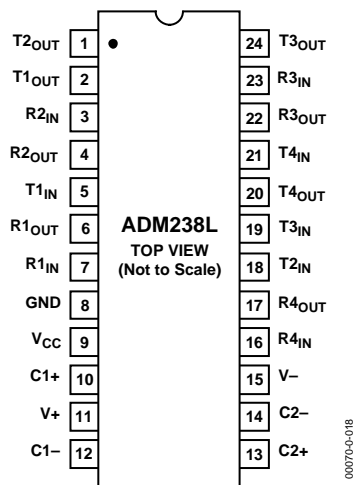 T2OUT 1 24 T3OUT
T1OUT 2 23 R3IN
R2IN 3 22 R3OUT
R2OUT 4 21 T4IN
T1IN 5 20 T4OUT
R1OUT 6 19 T3IN
R1IN 7 18 T2IN
GND 8 17 R4OUT
VCC 9 16 R4IN
C1+ 10 15 V–
V+ 11 14 C2–
C1– 12 13 C2+
ADM238L
TOP VIEW
(Not to Scale)
00070-0-018